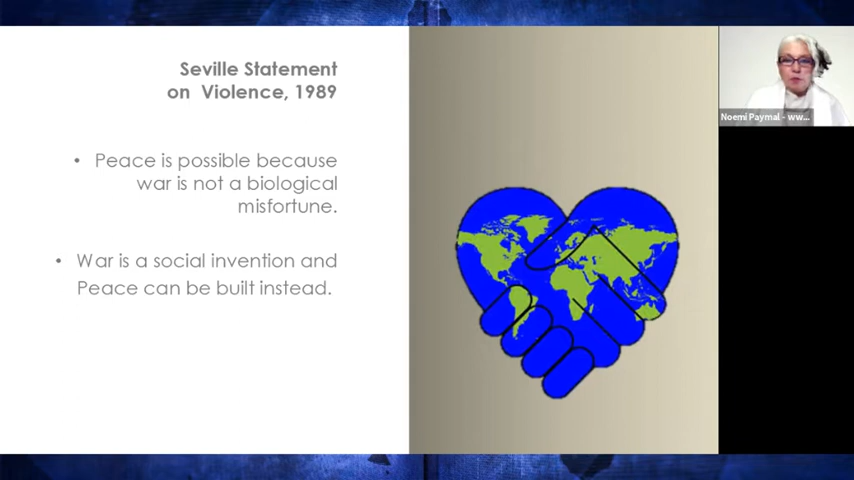 Seville Statement
on Violence, 1989
• Peace is possible because
war is not a biological
misfortune.
• War is a social invention and
Peace can be built instead.
Noemi Paymal - ww...